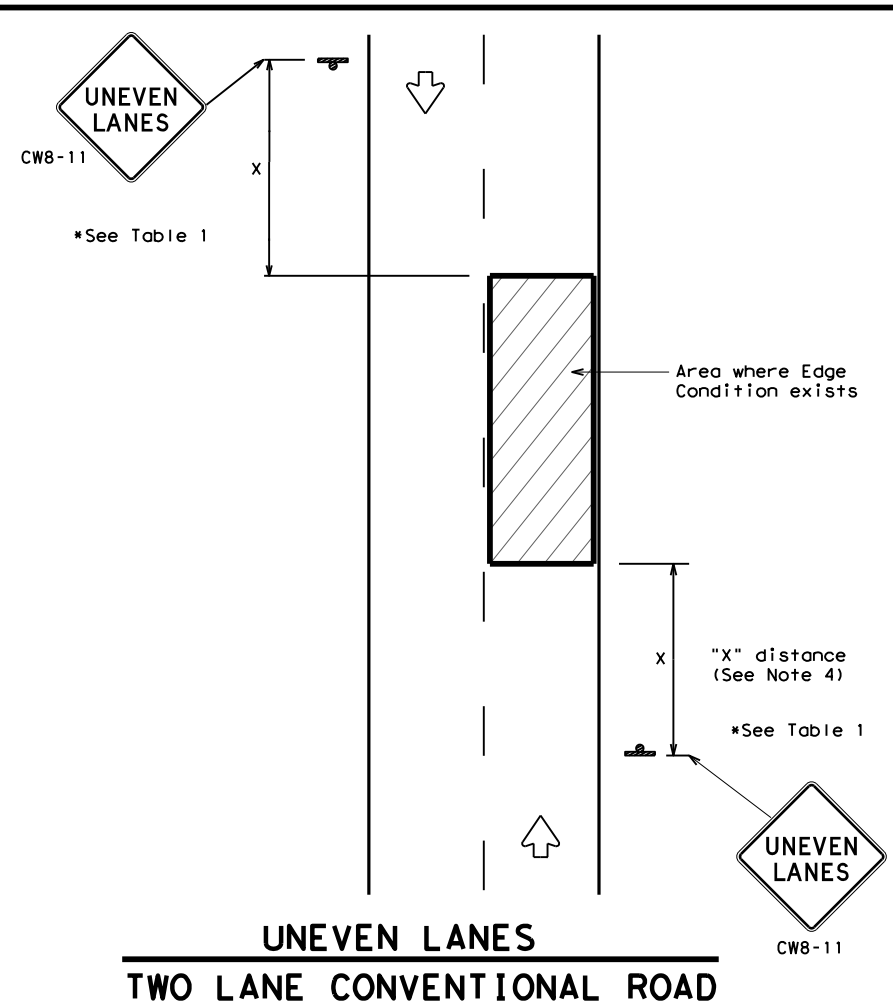 UNEVEN
LANES
CW8-11
X
*See Table 1
Area where Edge
Condition exists
X
"X" distance
(See Note 4)
*See Table 1
UNEVEN
LANES
CW8-11
UNEVEN LANES
TWO LANE CONVENTIONAL ROAD